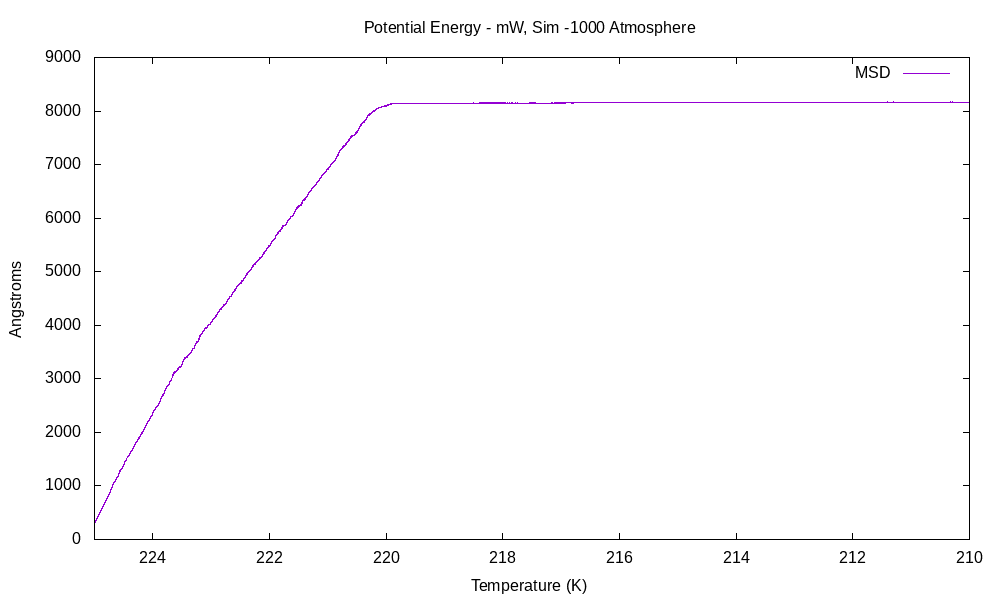 Potential Energy - mW, Sim -1000 Atmosphere
MSD
9000
8000
7000
6000
5000
4000
3000
2000
1000
0
Angstroms
224 222 220 218 216 214 212 210
Temperature (K)